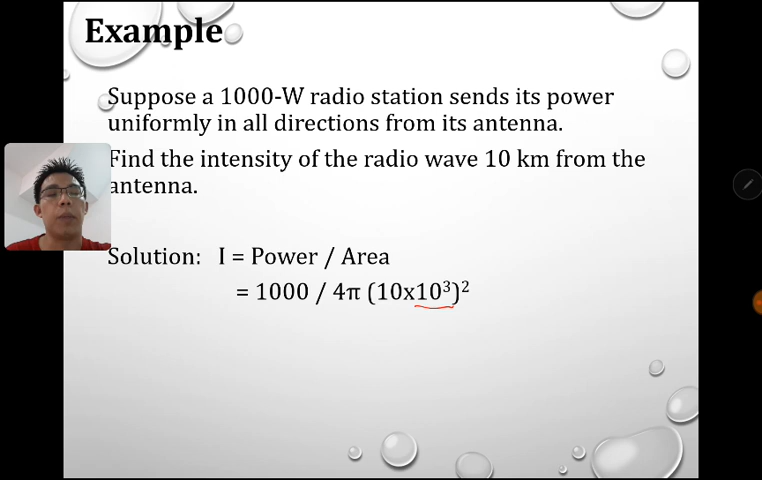 Example
Suppose a 1000-W radio station sends its power
uniformly in all directions from its antenna.
Find the intensity of the radio wave 10 km from the
antenna.
Solution: I = Power / Area
= 1000 / 4π (10x10³)²